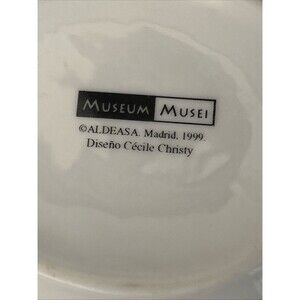 MUSEUM MUSEI
©ALDEASA. Madrid, 1999.
Diseño Cécile Christy